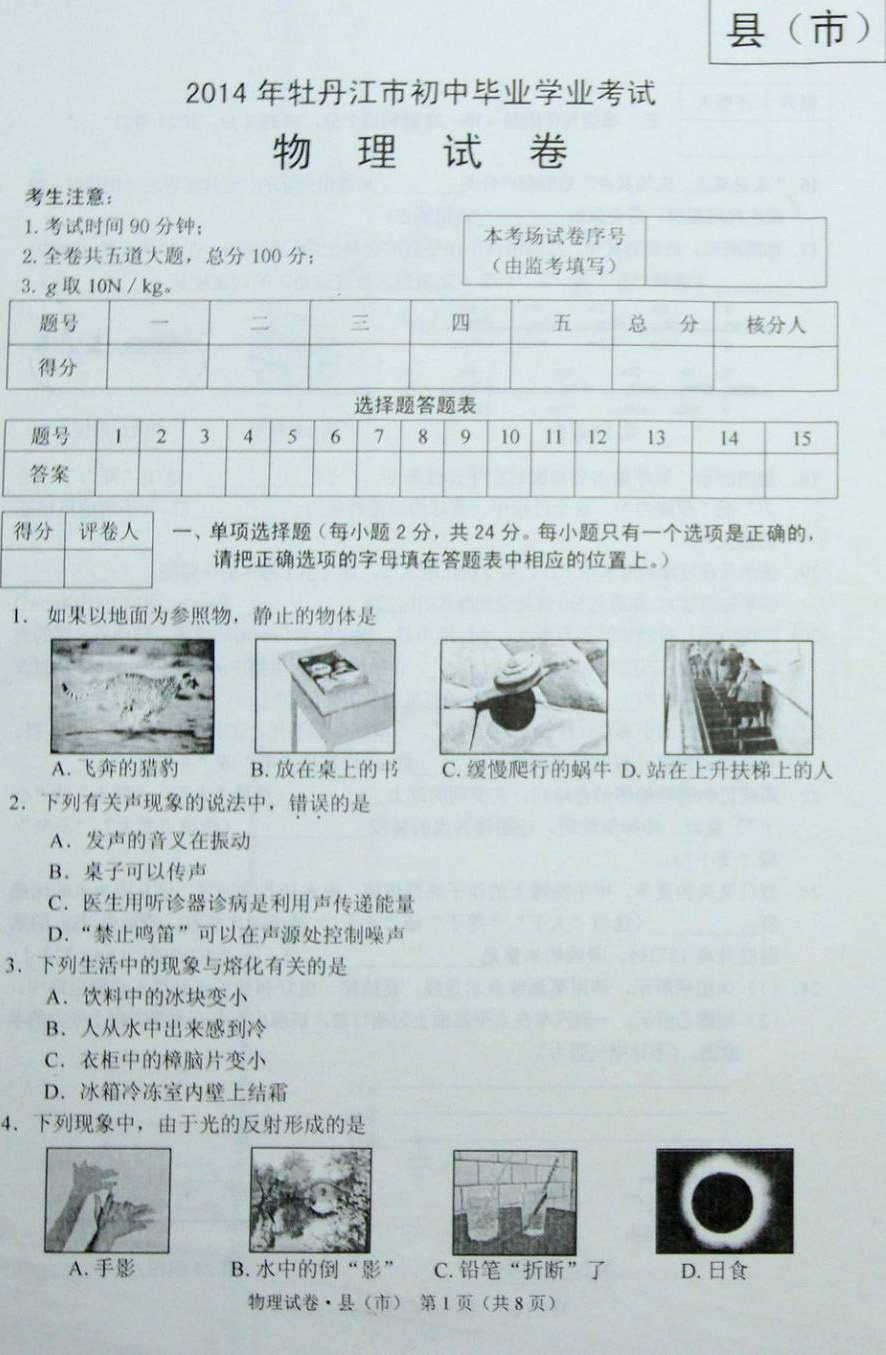 县（市）
2014 年牡丹江市初中毕业学业考试
物 理 试 卷
考生注意：
1. 考试时间 90 分钟；
2. 全卷共五道大题，总分 100 分；
3. g 取 10N / kg。
本考场试卷序号
（由监考填写）
题号 一 二 三 四 五 总 分 核分人
得分
选择题答题表
题号 1 2 3 4 5 6 7 8 9 10 11 12 13 14 15
答案
得分 评卷人
一、单项选择题（每小题 2 分，共 24 分。每小题只有一个选项是正确的，
请把正确选项的字母填在答题表中相应的位置上。）
1. 如果以地面为参照物，静止的物体是
A. 飞奔的猎豹 B. 放在桌上的书 C. 缓慢爬行的蜗牛 D. 站在上升扶梯上的人
2. 下列有关声现象的说法中，错误的是
A. 发声的音叉在振动
B. 桌子可以传声
C. 医生用听诊器诊病是利用声传递能量
D. “禁止鸣笛”可以在声源处控制噪声
3. 下列生活中的现象与熔化有关的是
A. 饮料中的冰块变小
B. 人从水中出来感到冷
C. 衣柜中的樟脑片变小
D. 冰箱冷冻室内壁上结霜
4. 下列现象中，由于光的反射形成的是
A. 手影 B. 水中的倒“影” C. 铅笔“折断”了 D. 日食
物理试卷·县（市） 第 1 页（共 8 页）